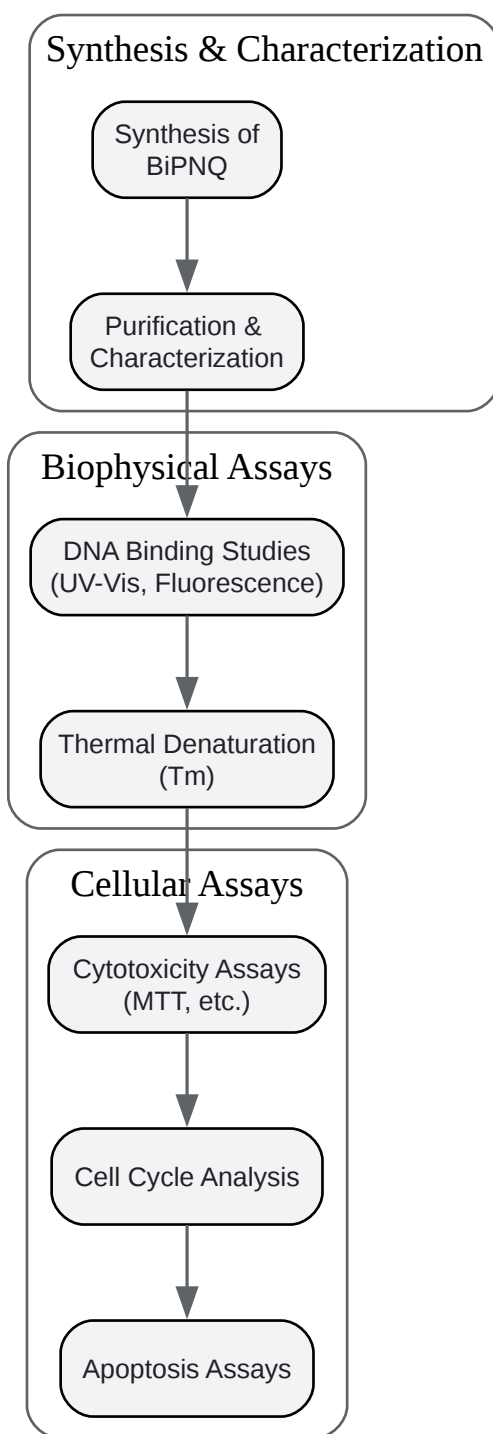 Synthesis & Characterization
Synthesis of
BiPNQ
Purification &
Characterization
Biophysical Assays
DNA Binding Studies
(UV-Vis, Fluorescence)
Thermal Denaturation
(Tm)
Cellular Assays
Cytotoxicity Assays
(MTT, etc.)
Cell Cycle Analysis
Apoptosis Assays